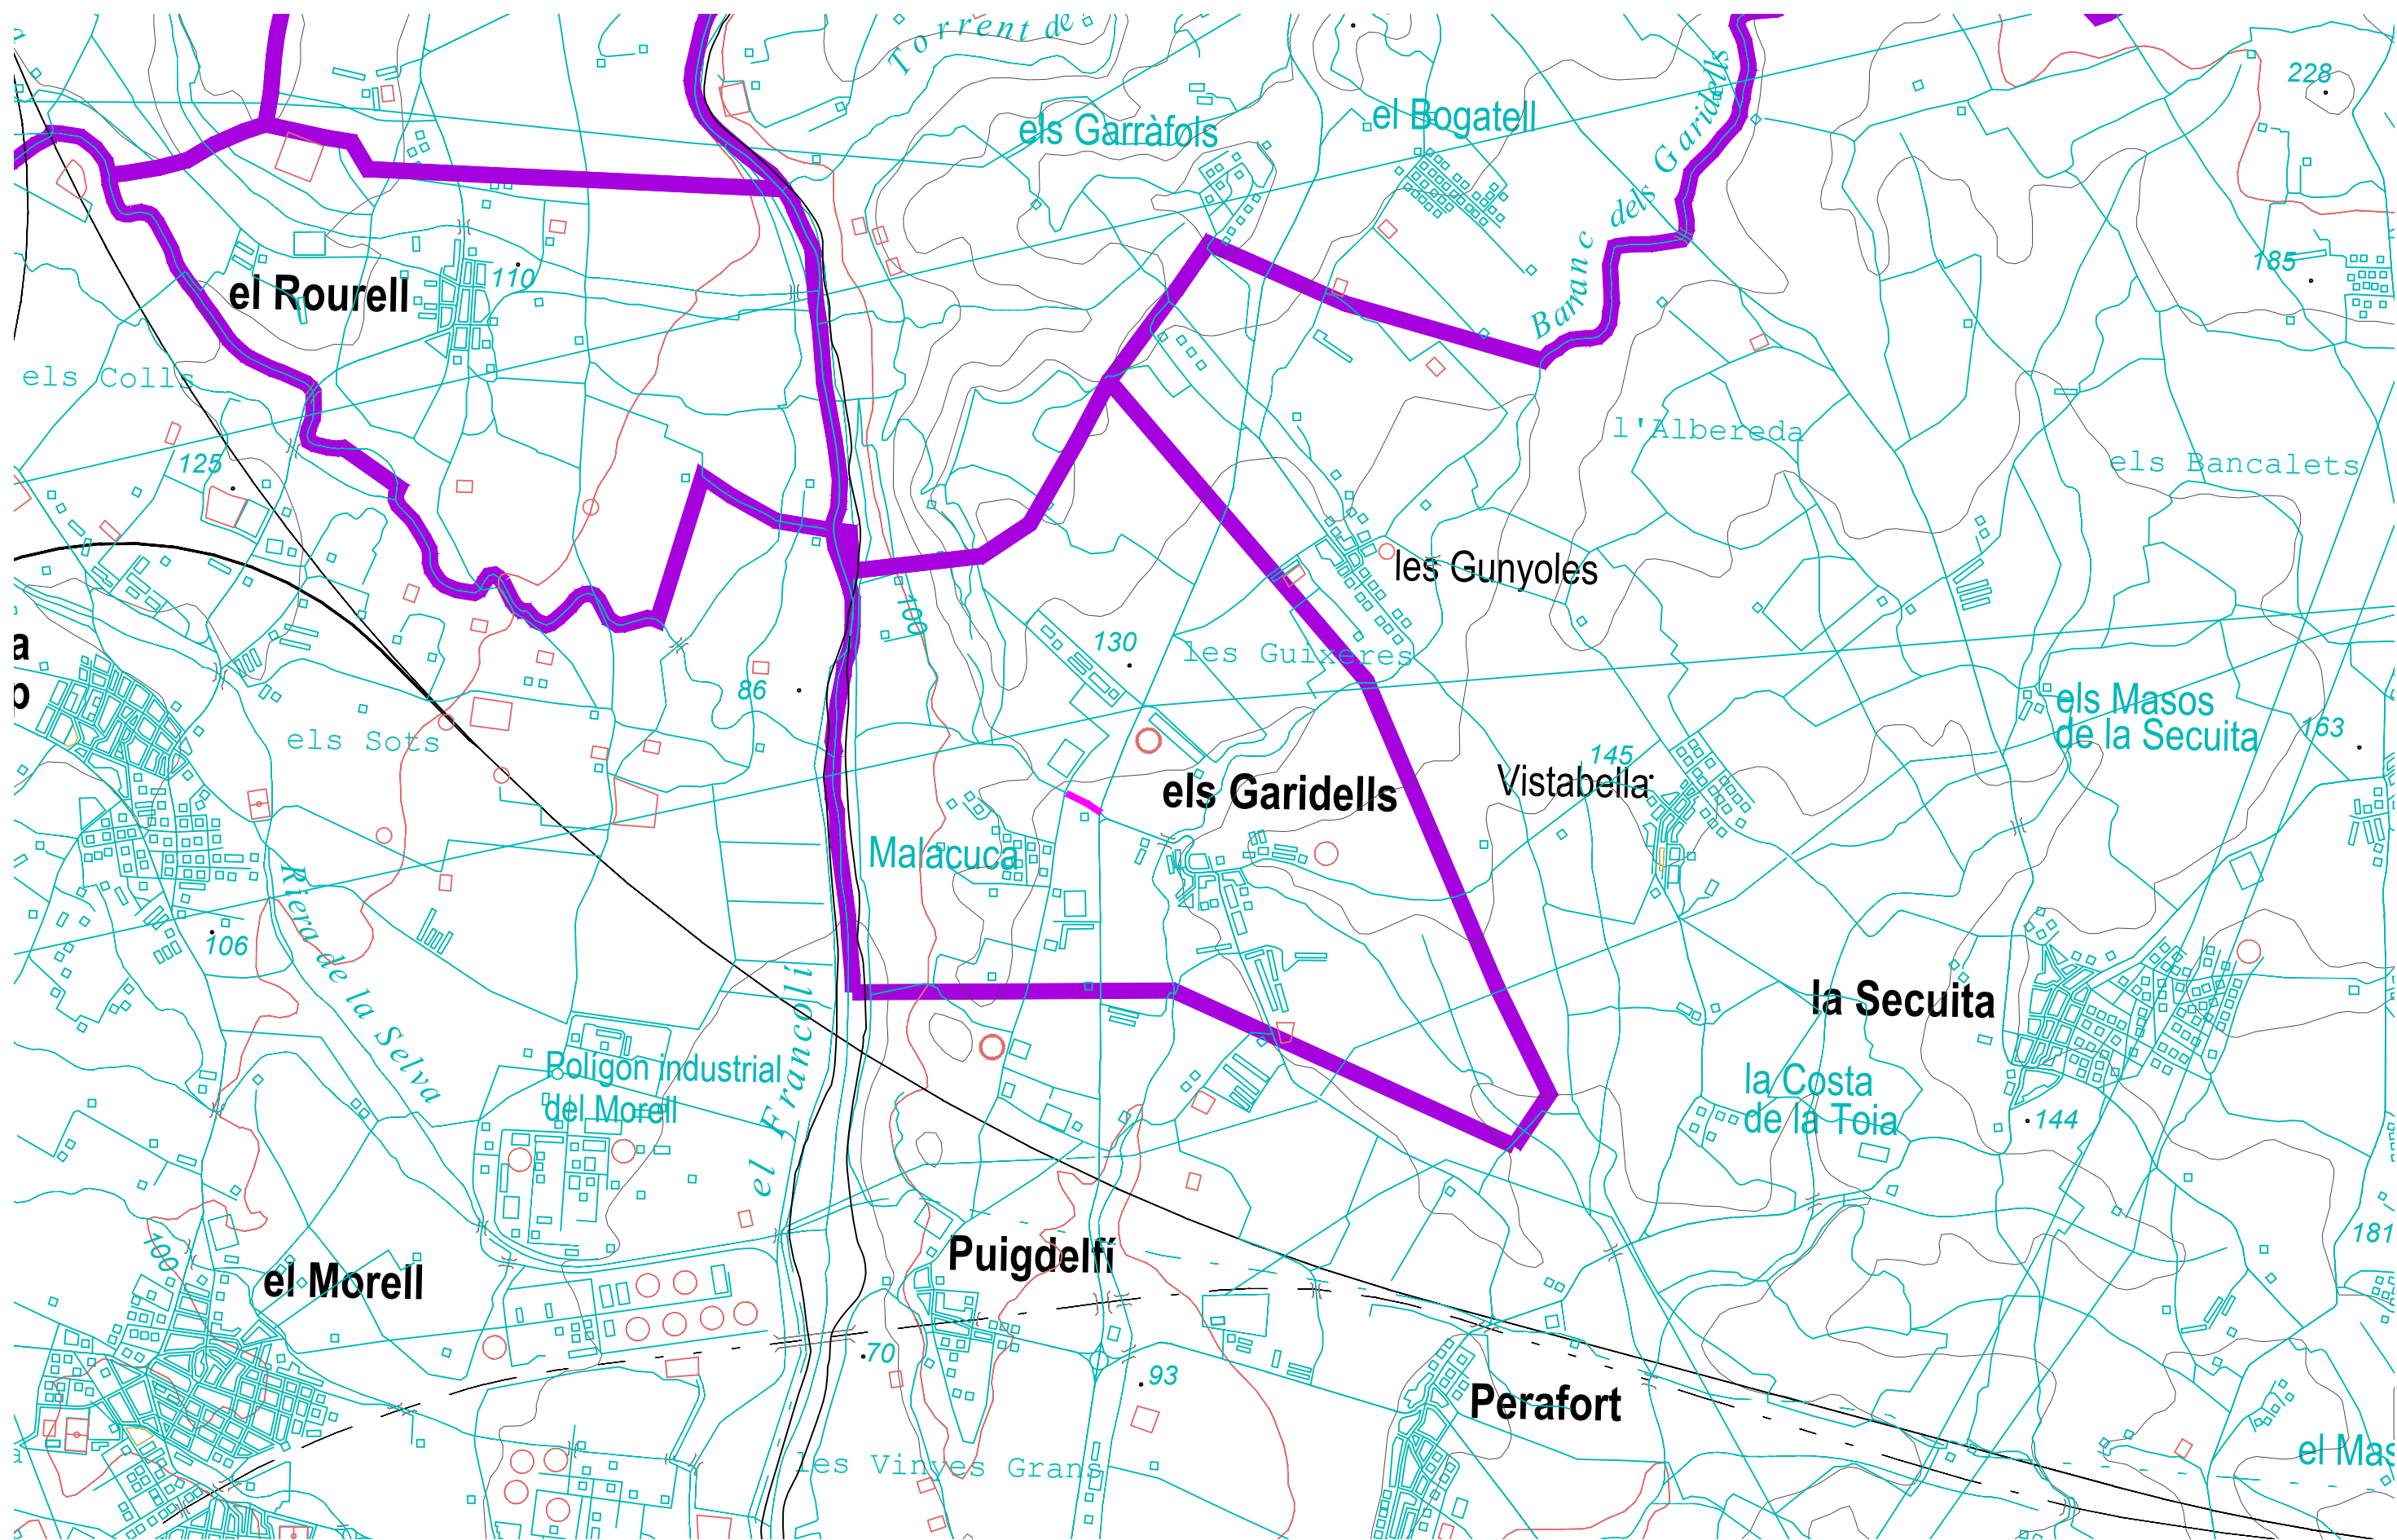 Torrent de
228
els Garràfols
el Bogatell
Barranc dels Garidells
185
el Rourell
110
els Colls
l'Albereda
125
els Bancalets
les Gunyoles
100
a
130
les Guixeres
p
86
els Masos
de la Secuita
163
els Sots
145
Vistabella
els Garidells
Malacuca
Riera de la Selva
106
la Secuita
el Francolí
Polígon industrial
del Morell
la Costa
de la Toia
144
100
Puigdelfí
181
el Morell
70
93
Perafort
les Vinyes Grans
el Mas